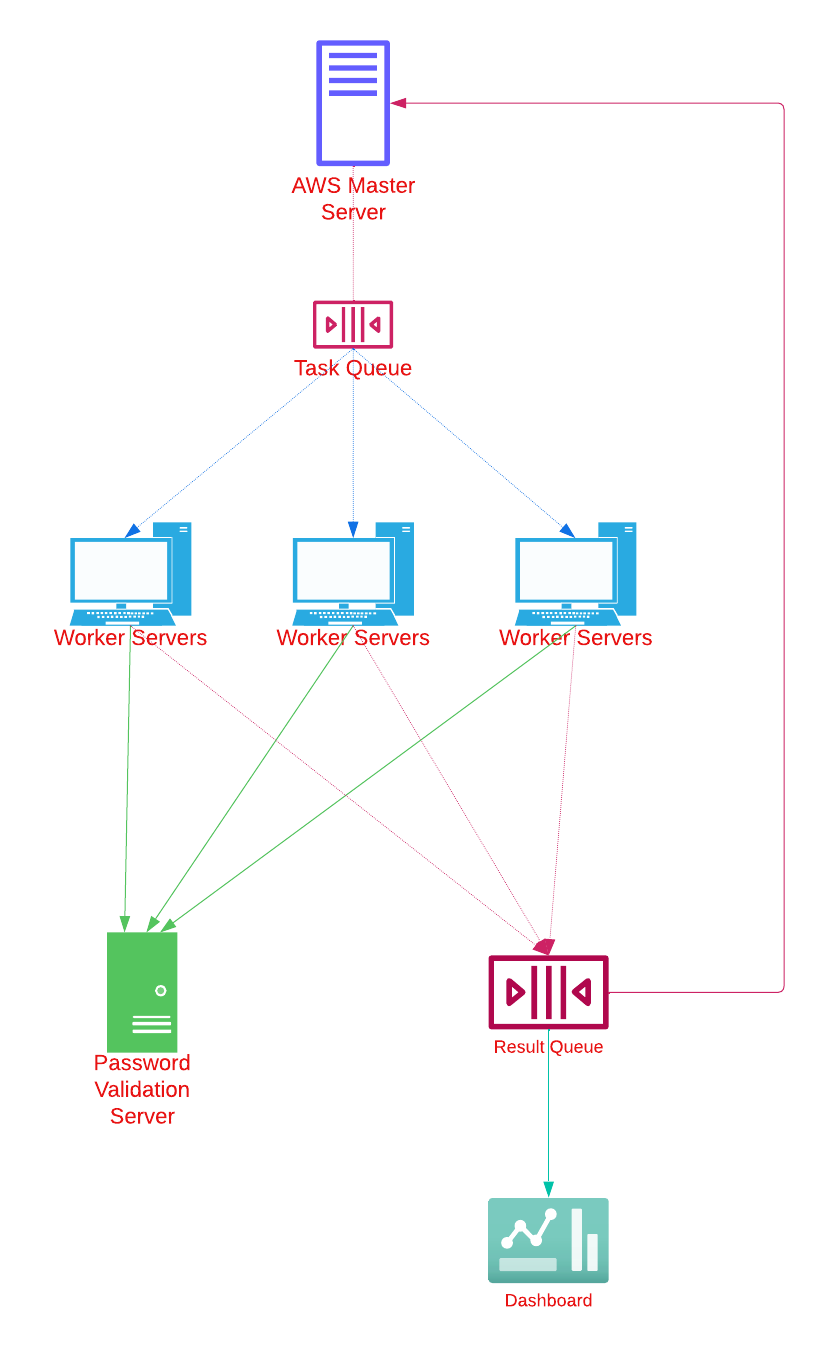 AWS Master
Server
Task Queue
Worker Servers
Worker Servers
Worker Servers
Password
Validation
Server
Result Queue
Dashboard